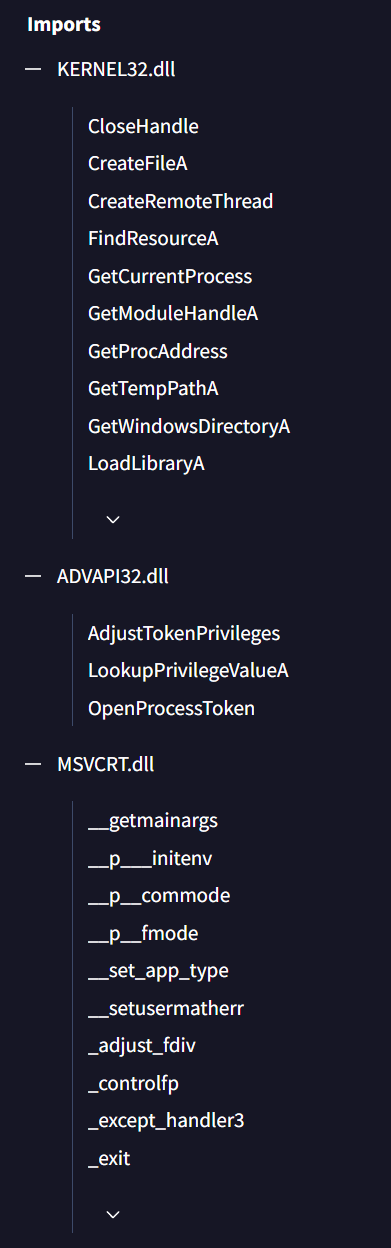 Imports
KERNEL32.dll
CloseHandle
CreateFileA
CreateRemoteThread
FindResourceA
GetCurrentProcess
GetModuleHandleA
GetProcAddress
GetTempPathA
GetWindowsDirectoryA
LoadLibraryA
ADVAPI32.dll
AdjustTokenPrivileges
LookupPrivilegeValueA
OpenProcessToken
MSVCRT.dll
__getmainargs
__p___initenv
__p__commode
__p__fmode
__set_app_type
__setusermatherr
_adjust_fdiv
_controlfp
_except_handler3
_exit